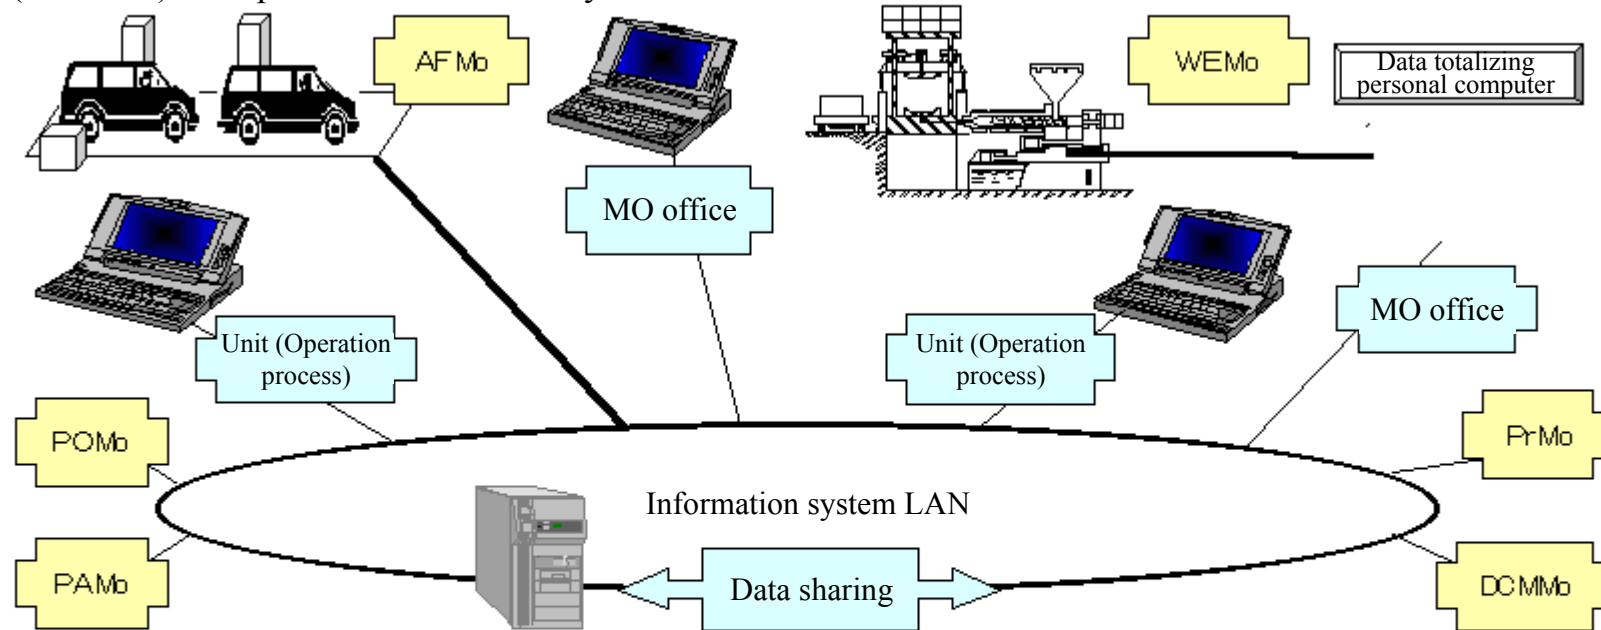 AFMo
WEMo
Data totalizing
personal computer
MO office
MO office
Unit (Operation
process)
Unit (Operation
process)
POMo
PrMo
Information system LAN
PAMo
Data sharing
DCMMo